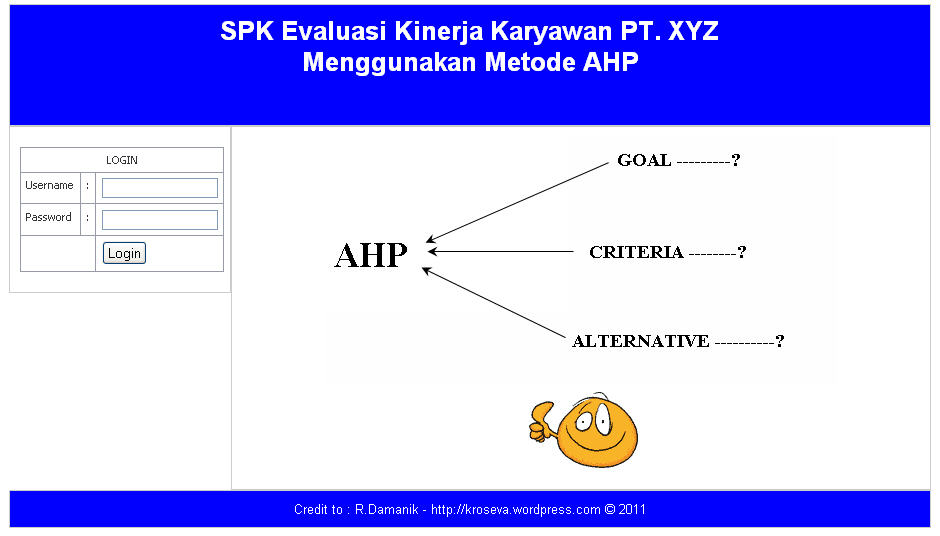 SPK Evaluasi Kinerja Karyawan PT. XYZ
Menggunakan Metode AHP
LOGIN
Username :
Password :
Login
GOAL ---------?
AHP
CRITERIA --------?
ALTERNATIVE ----------?
Credit to : R.Damanik - http://kroseva.wordpress.com © 2011